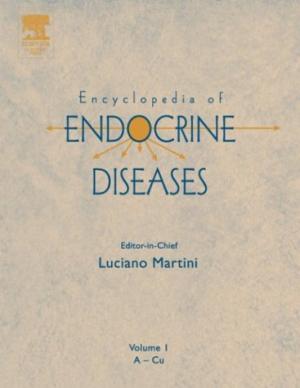 Encyclopedia of
ENDOCRINE
DISEASES
Editor-in-Chief
Luciano Martini
Volume 1
A – Cu